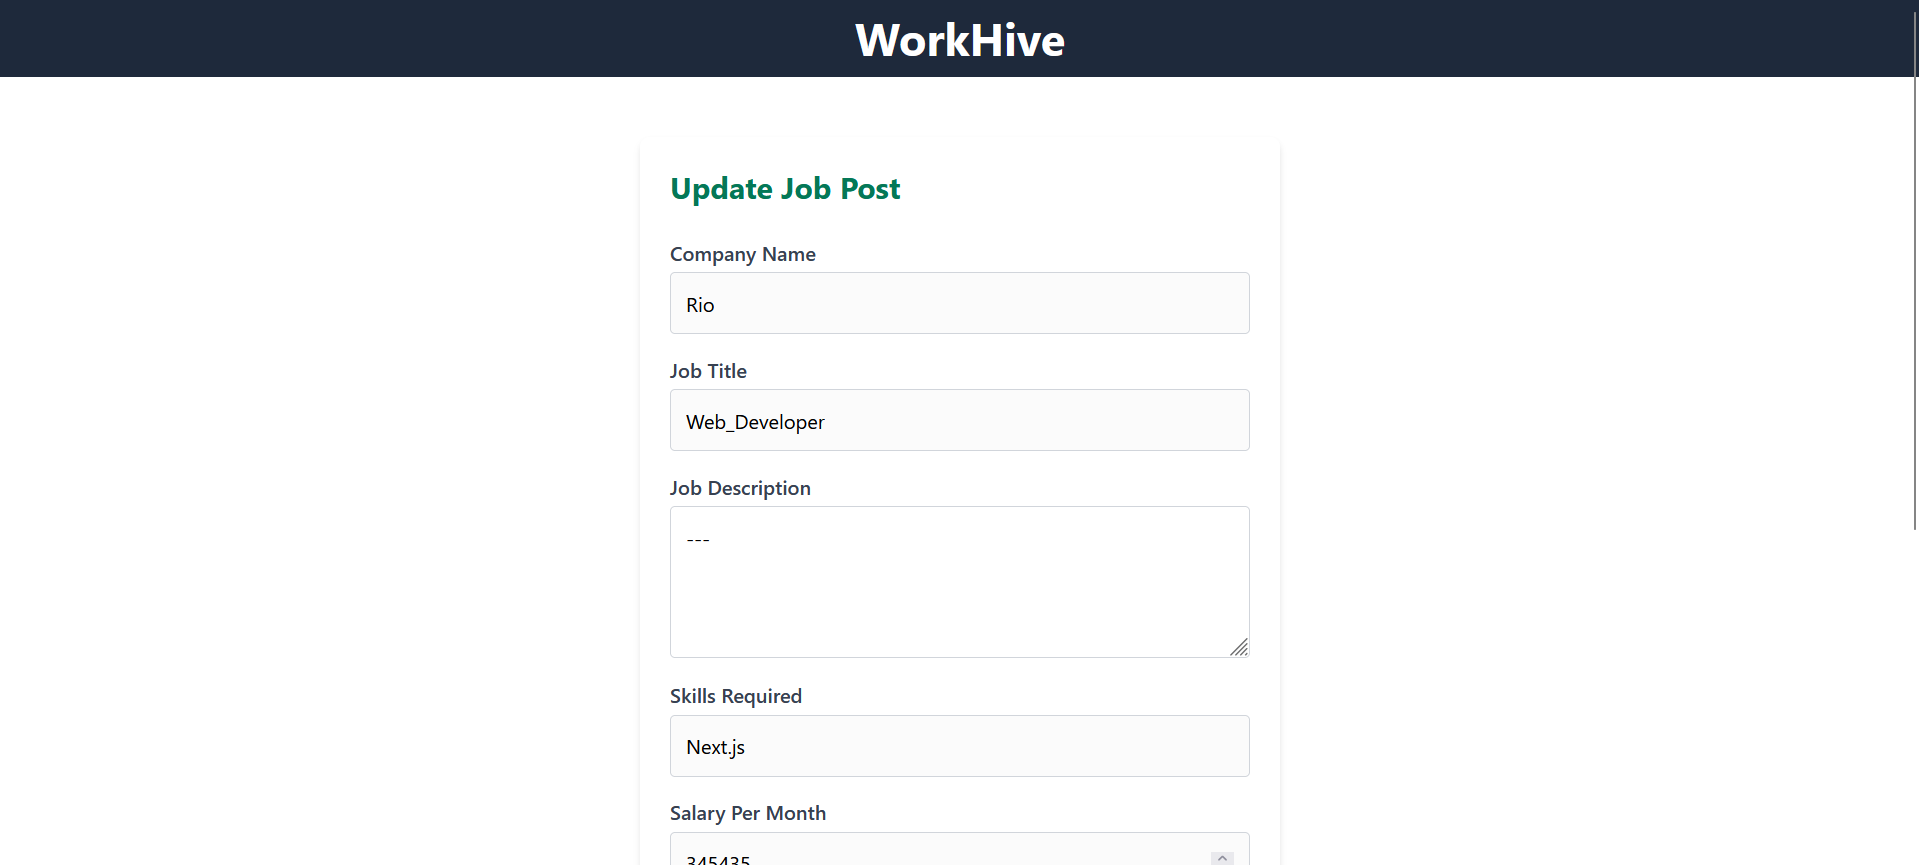 WorkHive
Update Job Post
Company Name
Rio
Job Title
Web_Developer
Job Description
---
Skills Required
Next.js
Salary Per Month
345435